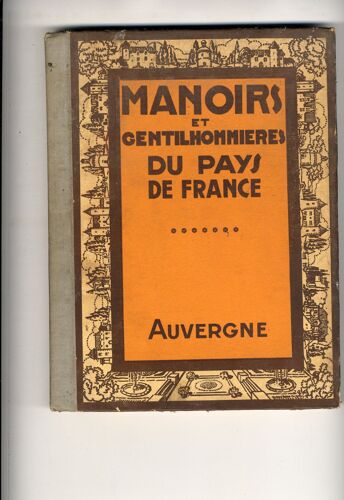 MANOIRS
ET
GENTILHOMMIERES
DU PAYS
DE FRANCE
AUVERGNE